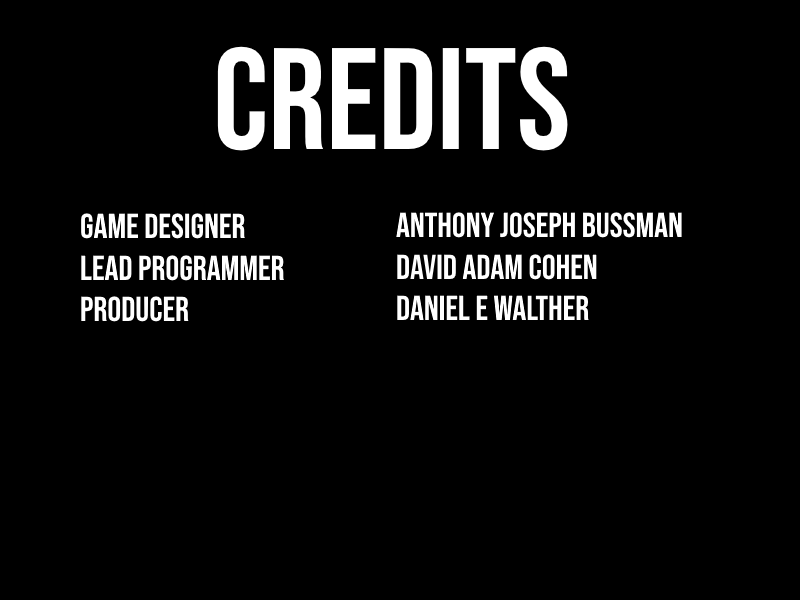 CREDITS
GAME DESIGNER ANTHONY JOSEPH BUSSMAN
LEAD PROGRAMMER DAVID ADAM COHEN
PRODUCER DANIEL E WALTHER